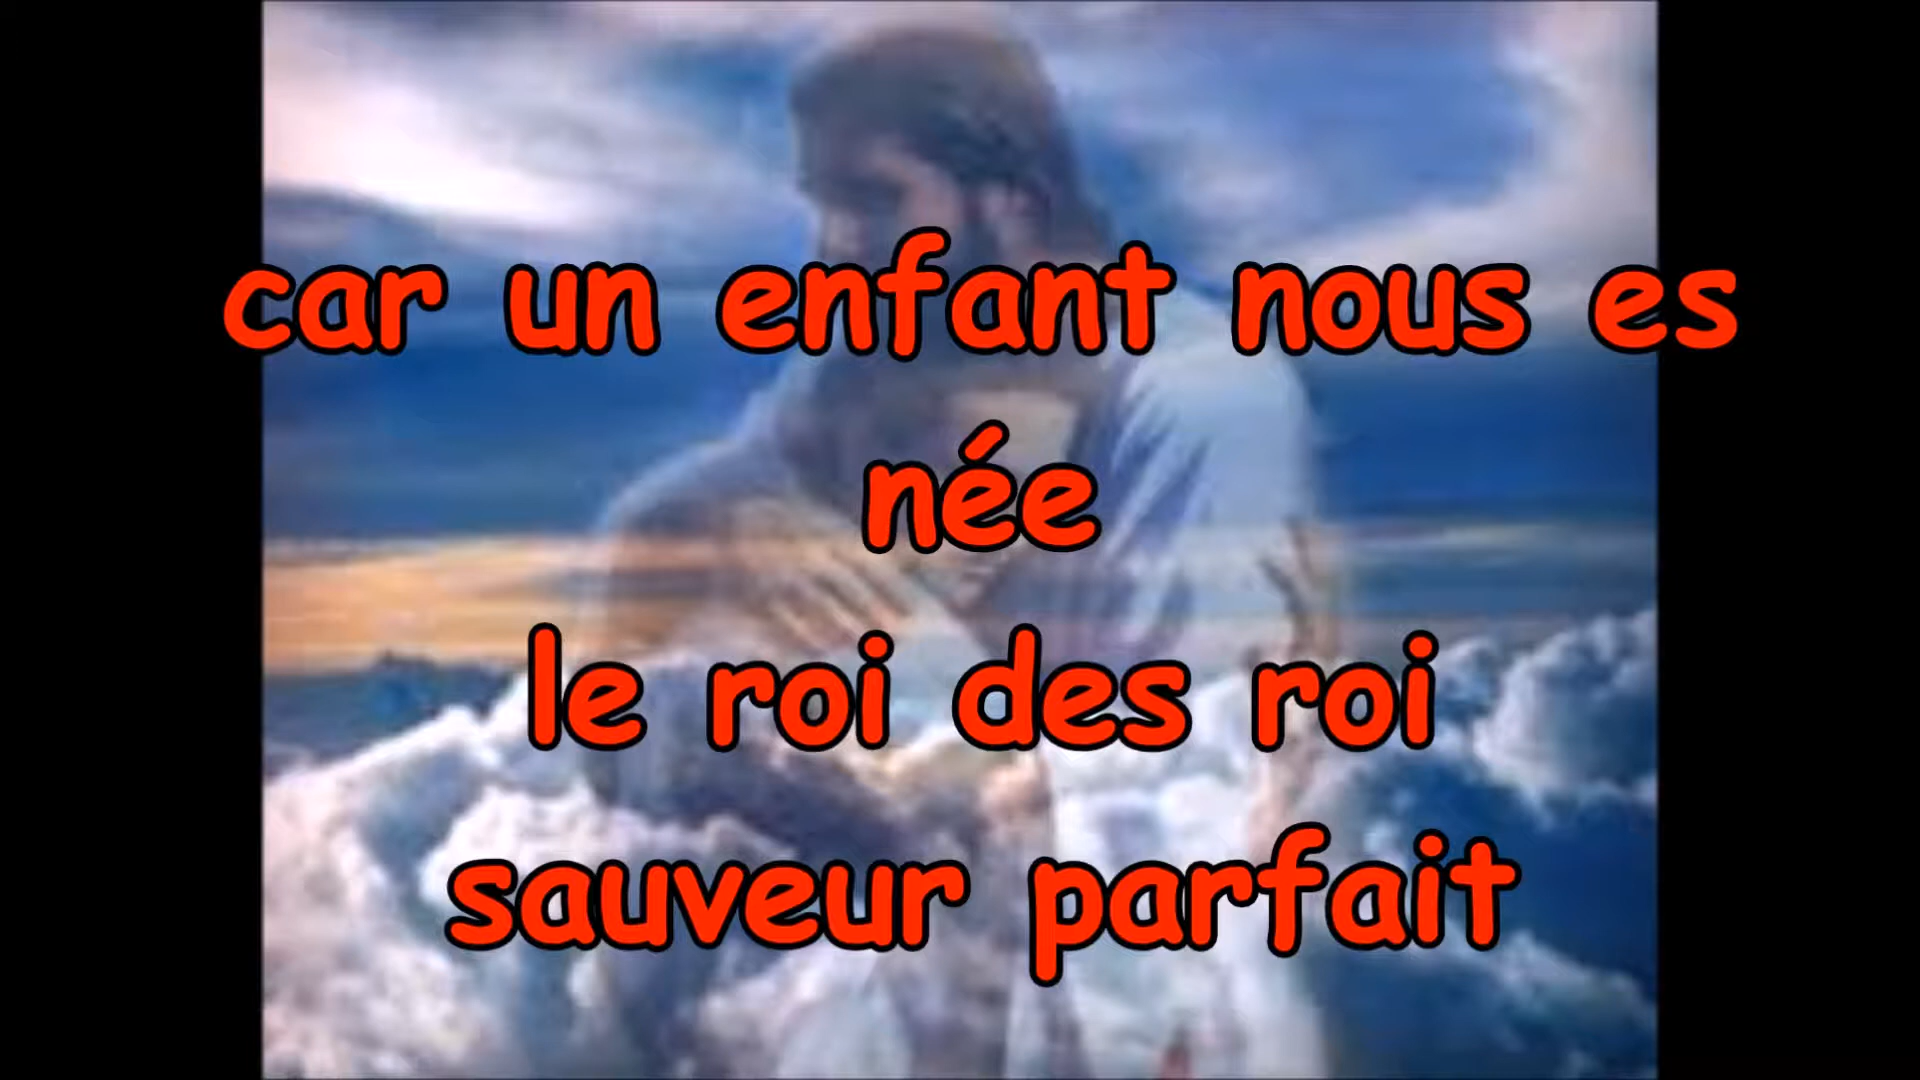 car un enfant nous es
née
le roi des roi
sauveur parfait